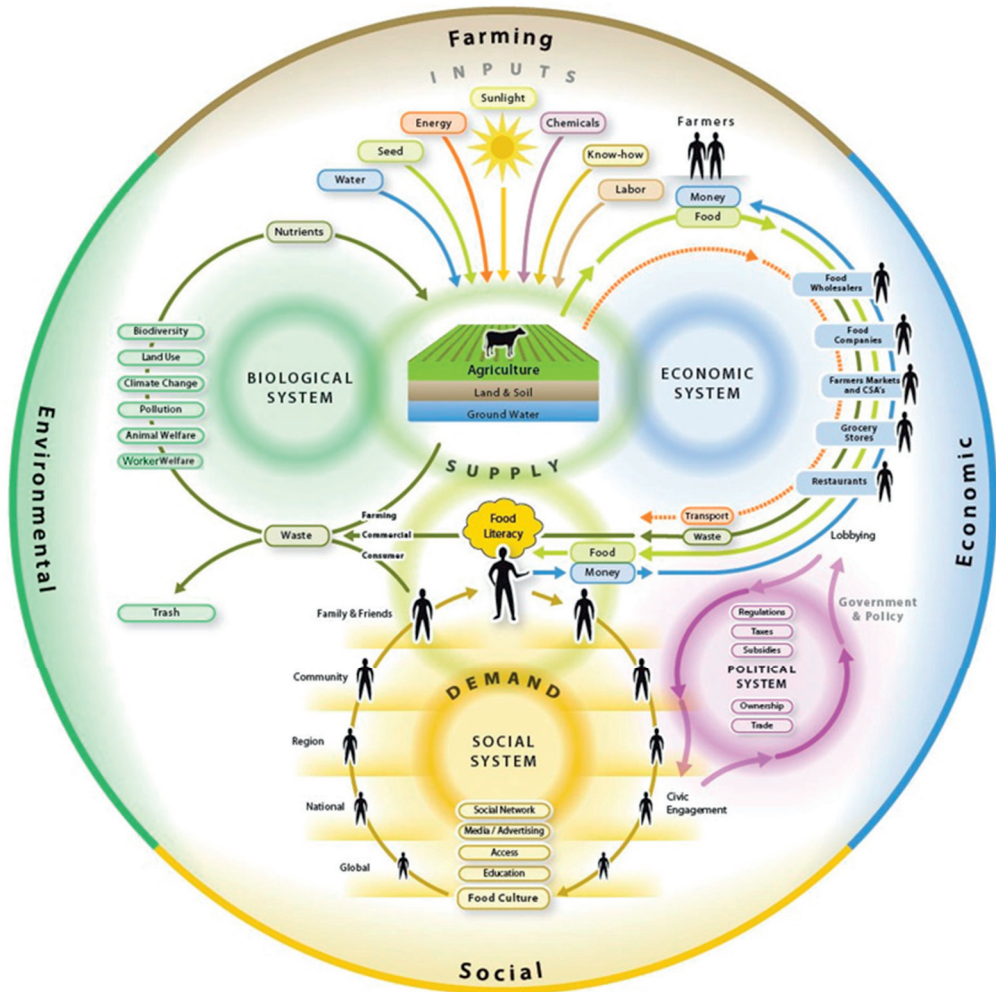 Farming
INPUTS
Sunlight
Energy
Chemicals
Seed
Know-how
Water
Labor
Farmers
Money
Food
Nutrients
Food
Wholesalers
Food
Companies
Farmers Markets
and CSA's
Grocery
Stores
Restaurants
Biodiversity
Land Use
Climate Change
Pollution
Animal Welfare
Worker Welfare
BIOLOGICAL
SYSTEM
Agriculture
Land & Soil
Ground Water
ECONOMIC
SYSTEM
Environmental
Economic
SUPPLY
Farming
Commercial
Consumer
Waste
Trash
Food
Literacy
Transport
Waste
Food
Money
Lobbying
Government
& Policy
Regulations
Taxes
Subsidies
POLITICAL
SYSTEM
Ownership
Trade
Civic
Engagement
Family & Friends
Community
Region
National
Global
DEMAND
SOCIAL
SYSTEM
Social Network
Media / Advertising
Access
Education
Food Culture
Social